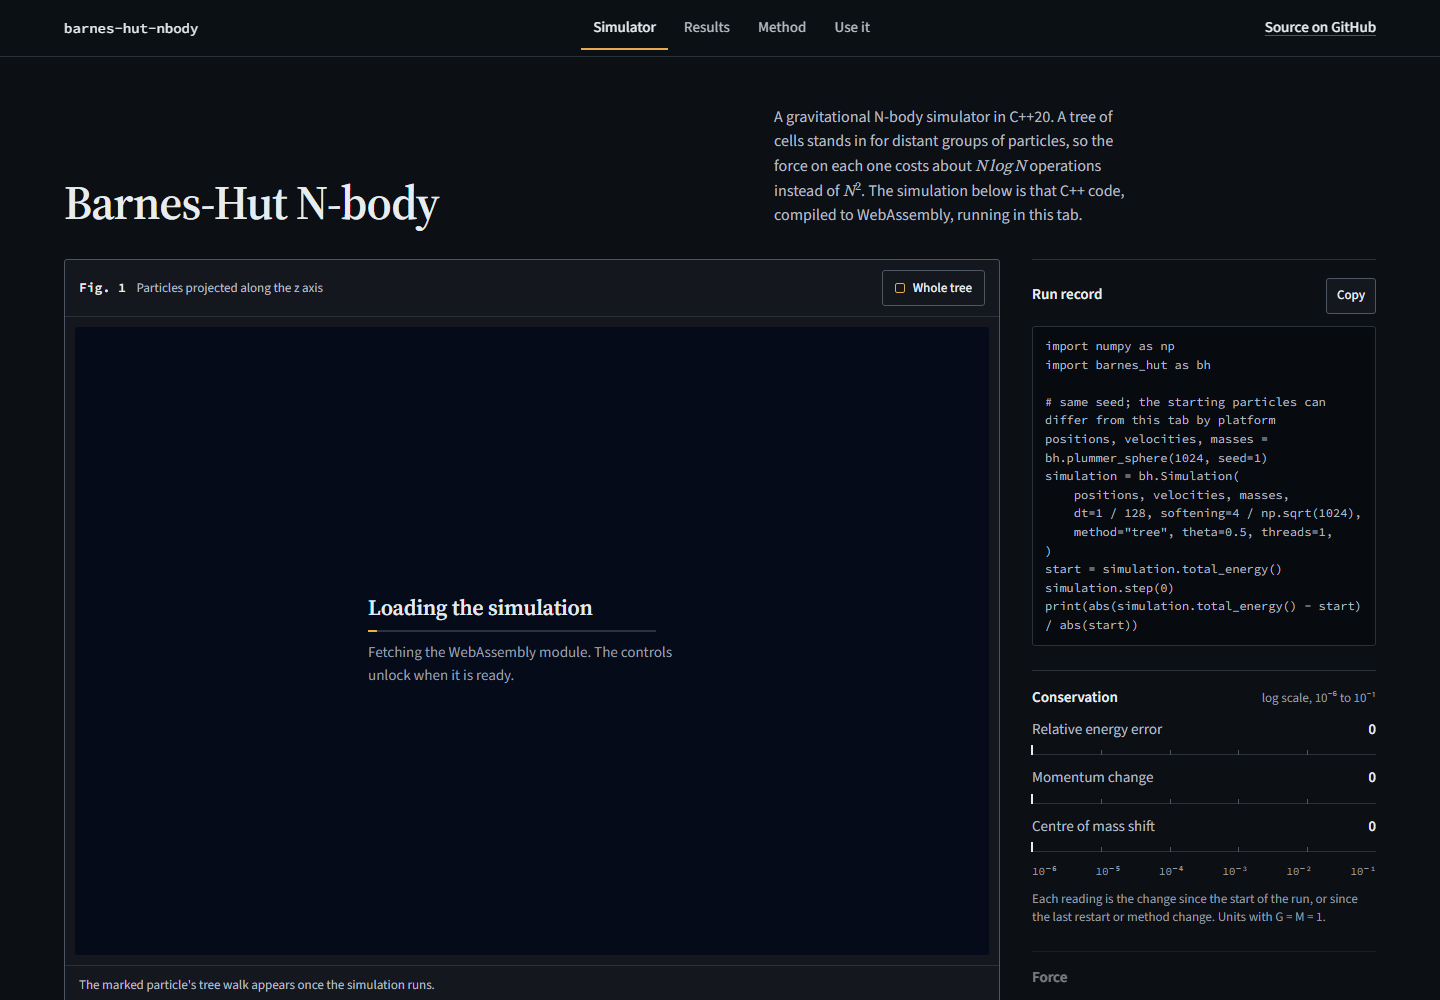 barnes-hut-nbody
Simulator Results Method Use it
Source on GitHub
A gravitational N-body simulator in C++20. A tree of
cells stands in for distant groups of particles, so the
force on each one costs about N log N operations
instead of N². The simulation below is that C++ code,
compiled to WebAssembly, running in this tab.
Barnes-Hut N-body
Fig. 1 Particles projected along the z axis
Whole tree
Loading the simulation
Fetching the WebAssembly module. The controls
unlock when it is ready.
The marked particle's tree walk appears once the simulation runs.
Run record
Copy
import numpy as np
import barnes_hut as bh

# same seed; the starting particles can
differ from this tab by platform
positions, velocities, masses =
bh.plummer_sphere(1024, seed=1)
simulation = bh.Simulation(
    positions, velocities, masses,
    dt=1 / 128, softening=4 / np.sqrt(1024),
    method="tree", theta=0.5, threads=1,
)
start = simulation.total_energy()
simulation.step(0)
print(abs(simulation.total_energy() - start)
/ abs(start))
Conservation
log scale, 10⁻⁶ to 10⁻¹
Relative energy error 0
Momentum change 0
Centre of mass shift 0
10⁻⁶ 10⁻⁵ 10⁻⁴ 10⁻³ 10⁻² 10⁻¹
Each reading is the change since the start of the run, or since
the last restart or method change. Units with G = M = 1.
Force